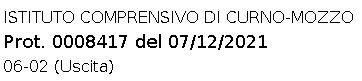 ISTITUTO COMPRENSIVO DI CURNO-MOZZO
Prot. 0008417 del 07/12/2021
06-02 (Uscita)